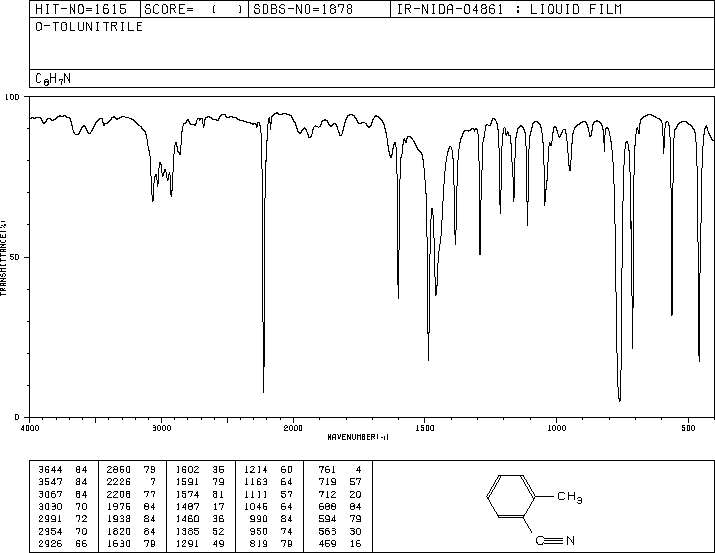 HIT-NO=1615 SCORE= ( ) SDBS-NO=1878 IR-NIDA-04861 : LIQUID FILM
O-TOLUNITRILE
C8H7N
100
50
0
TRANSMITTANCE(%)
4000 3000 2000 1500 1000 500
WAVENUMBER(-1)
3644 84 2860 79 1602 36 1214 60 761 4
3547 84 2226 7 1591 79 1163 64 719 57
3067 84 2208 77 1574 81 1111 57 712 20
3030 70 1976 84 1487 17 1046 64 688 84
2991 72 1938 84 1460 36 990 84 594 79
2954 70 1820 84 1385 52 950 74 563 30
2926 66 1630 78 1291 49 819 79 459 16
CH3
C N